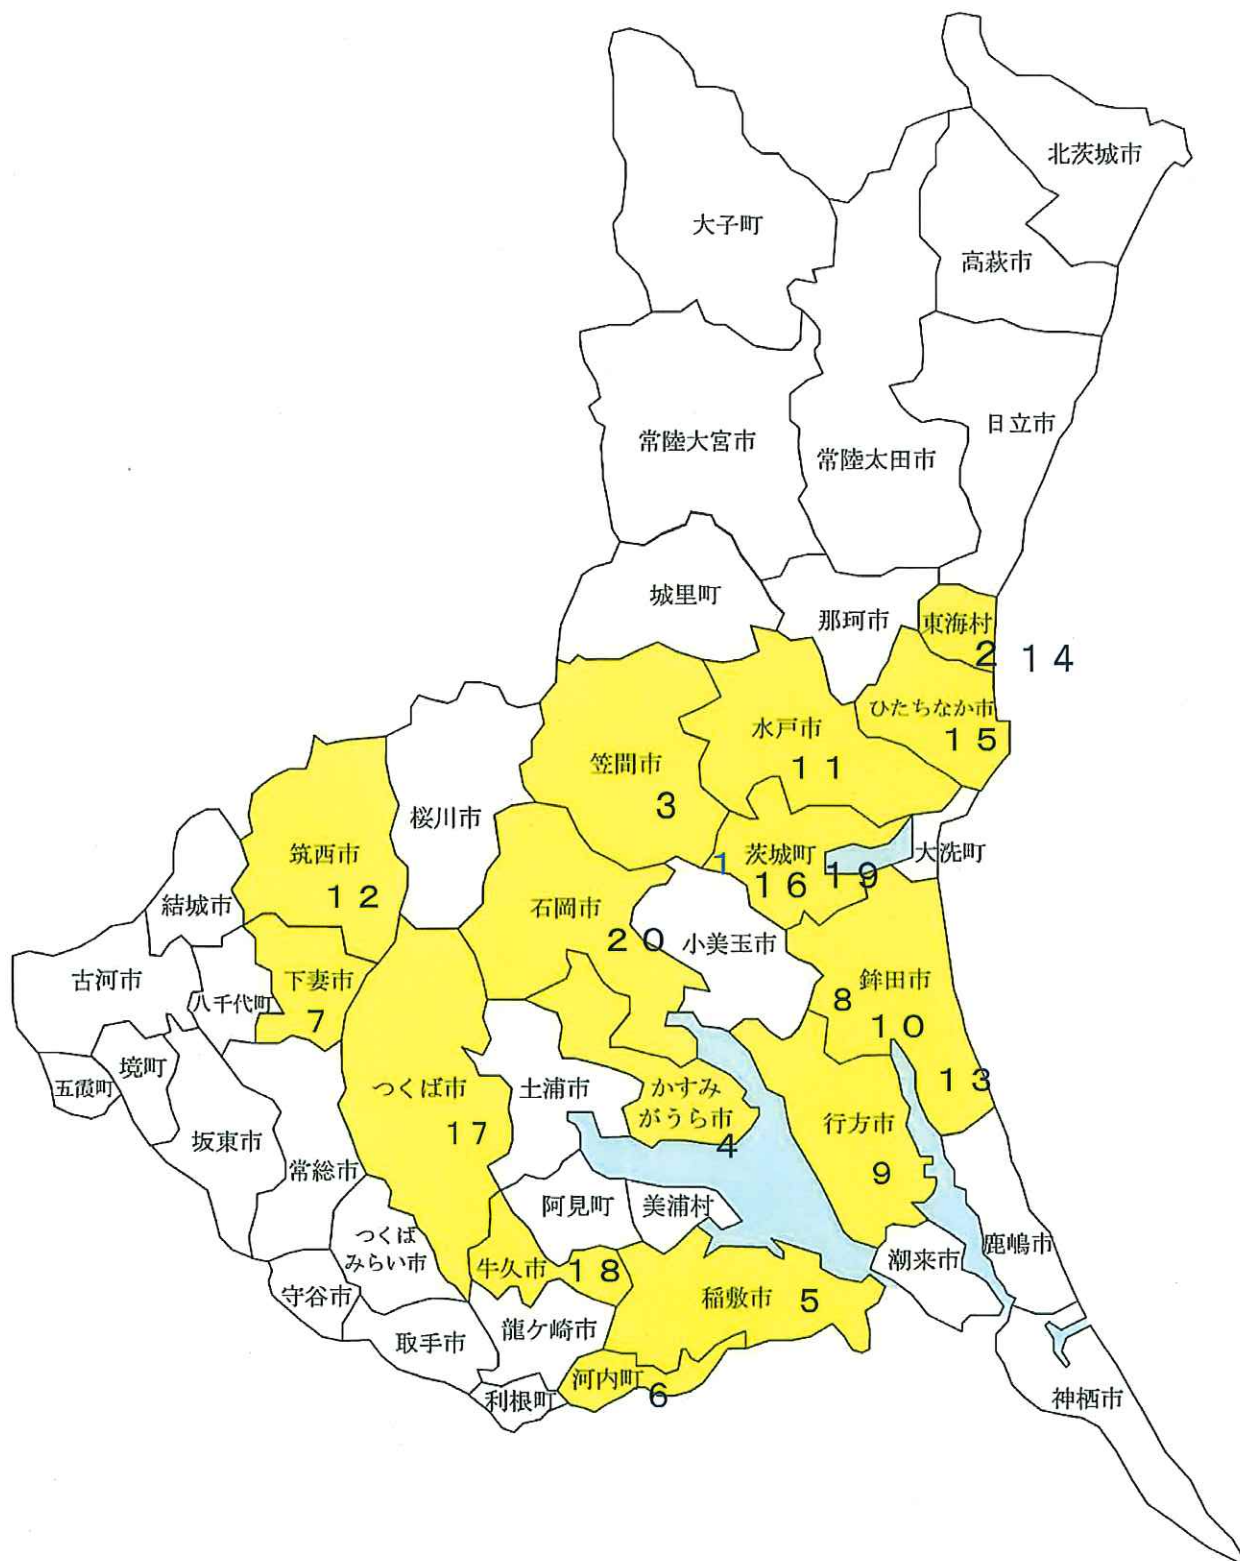 北茨城市
大子町
高萩市
日立市
常陸大宮市
常陸太田市
城里町
那珂市
東海村
2 14
ひたちなか市
15
水戸市
11
笠間市
3
桜川市
筑西市
12
1
茨城町
16 19
大洗町
結城市
石岡市
20
小美玉市
古河市
八千代町
下妻市
7
鉾田市
8
10
13
境町
五霞町
つくば市
17
土浦市
かすみ
がうら市
4
行方市
9
坂東市
常総市
阿見町
美浦村
つくば
みらい市
牛久市 18
潮来市
鹿嶋市
守谷市
稲敷市 5
取手市
龍ケ崎市
河内町
6
利根町
神栖市